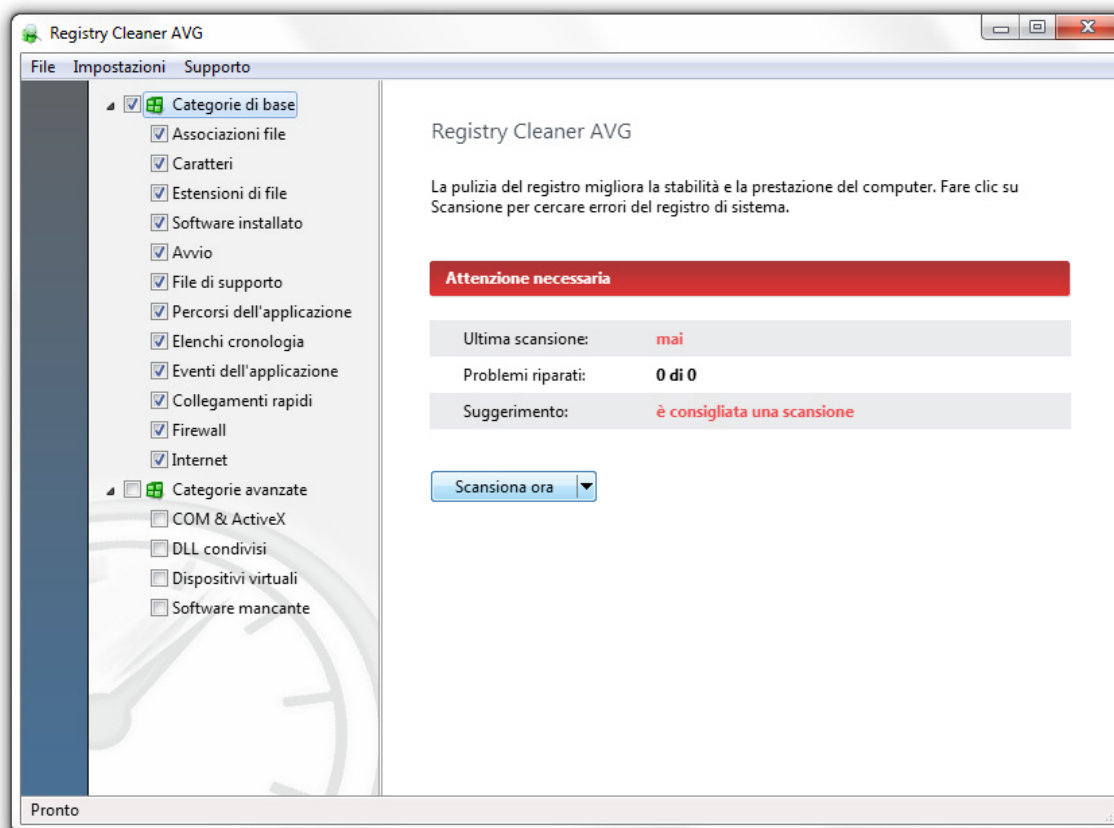 Registry Cleaner AVG
File Impostazioni Supporto
Categorie di base
Associazioni file
Caratteri
Estensioni di file
Software installato
Avvio
File di supporto
Percorsi dell'applicazione
Elenchi cronologia
Eventi dell'applicazione
Collegamenti rapidi
Firewall
Internet
Categorie avanzate
COM & ActiveX
DLL condivisi
Dispositivi virtuali
Software mancante
Registry Cleaner AVG
La pulizia del registro migliora la stabilità e la prestazione del computer. Fare clic su
Scansione per cercare errori del registro di sistema.
Attenzione necessaria
Ultima scansione: mai
Problemi riparati: 0 di 0
Suggerimento: è consigliata una scansione
Scansiona ora
Pronto